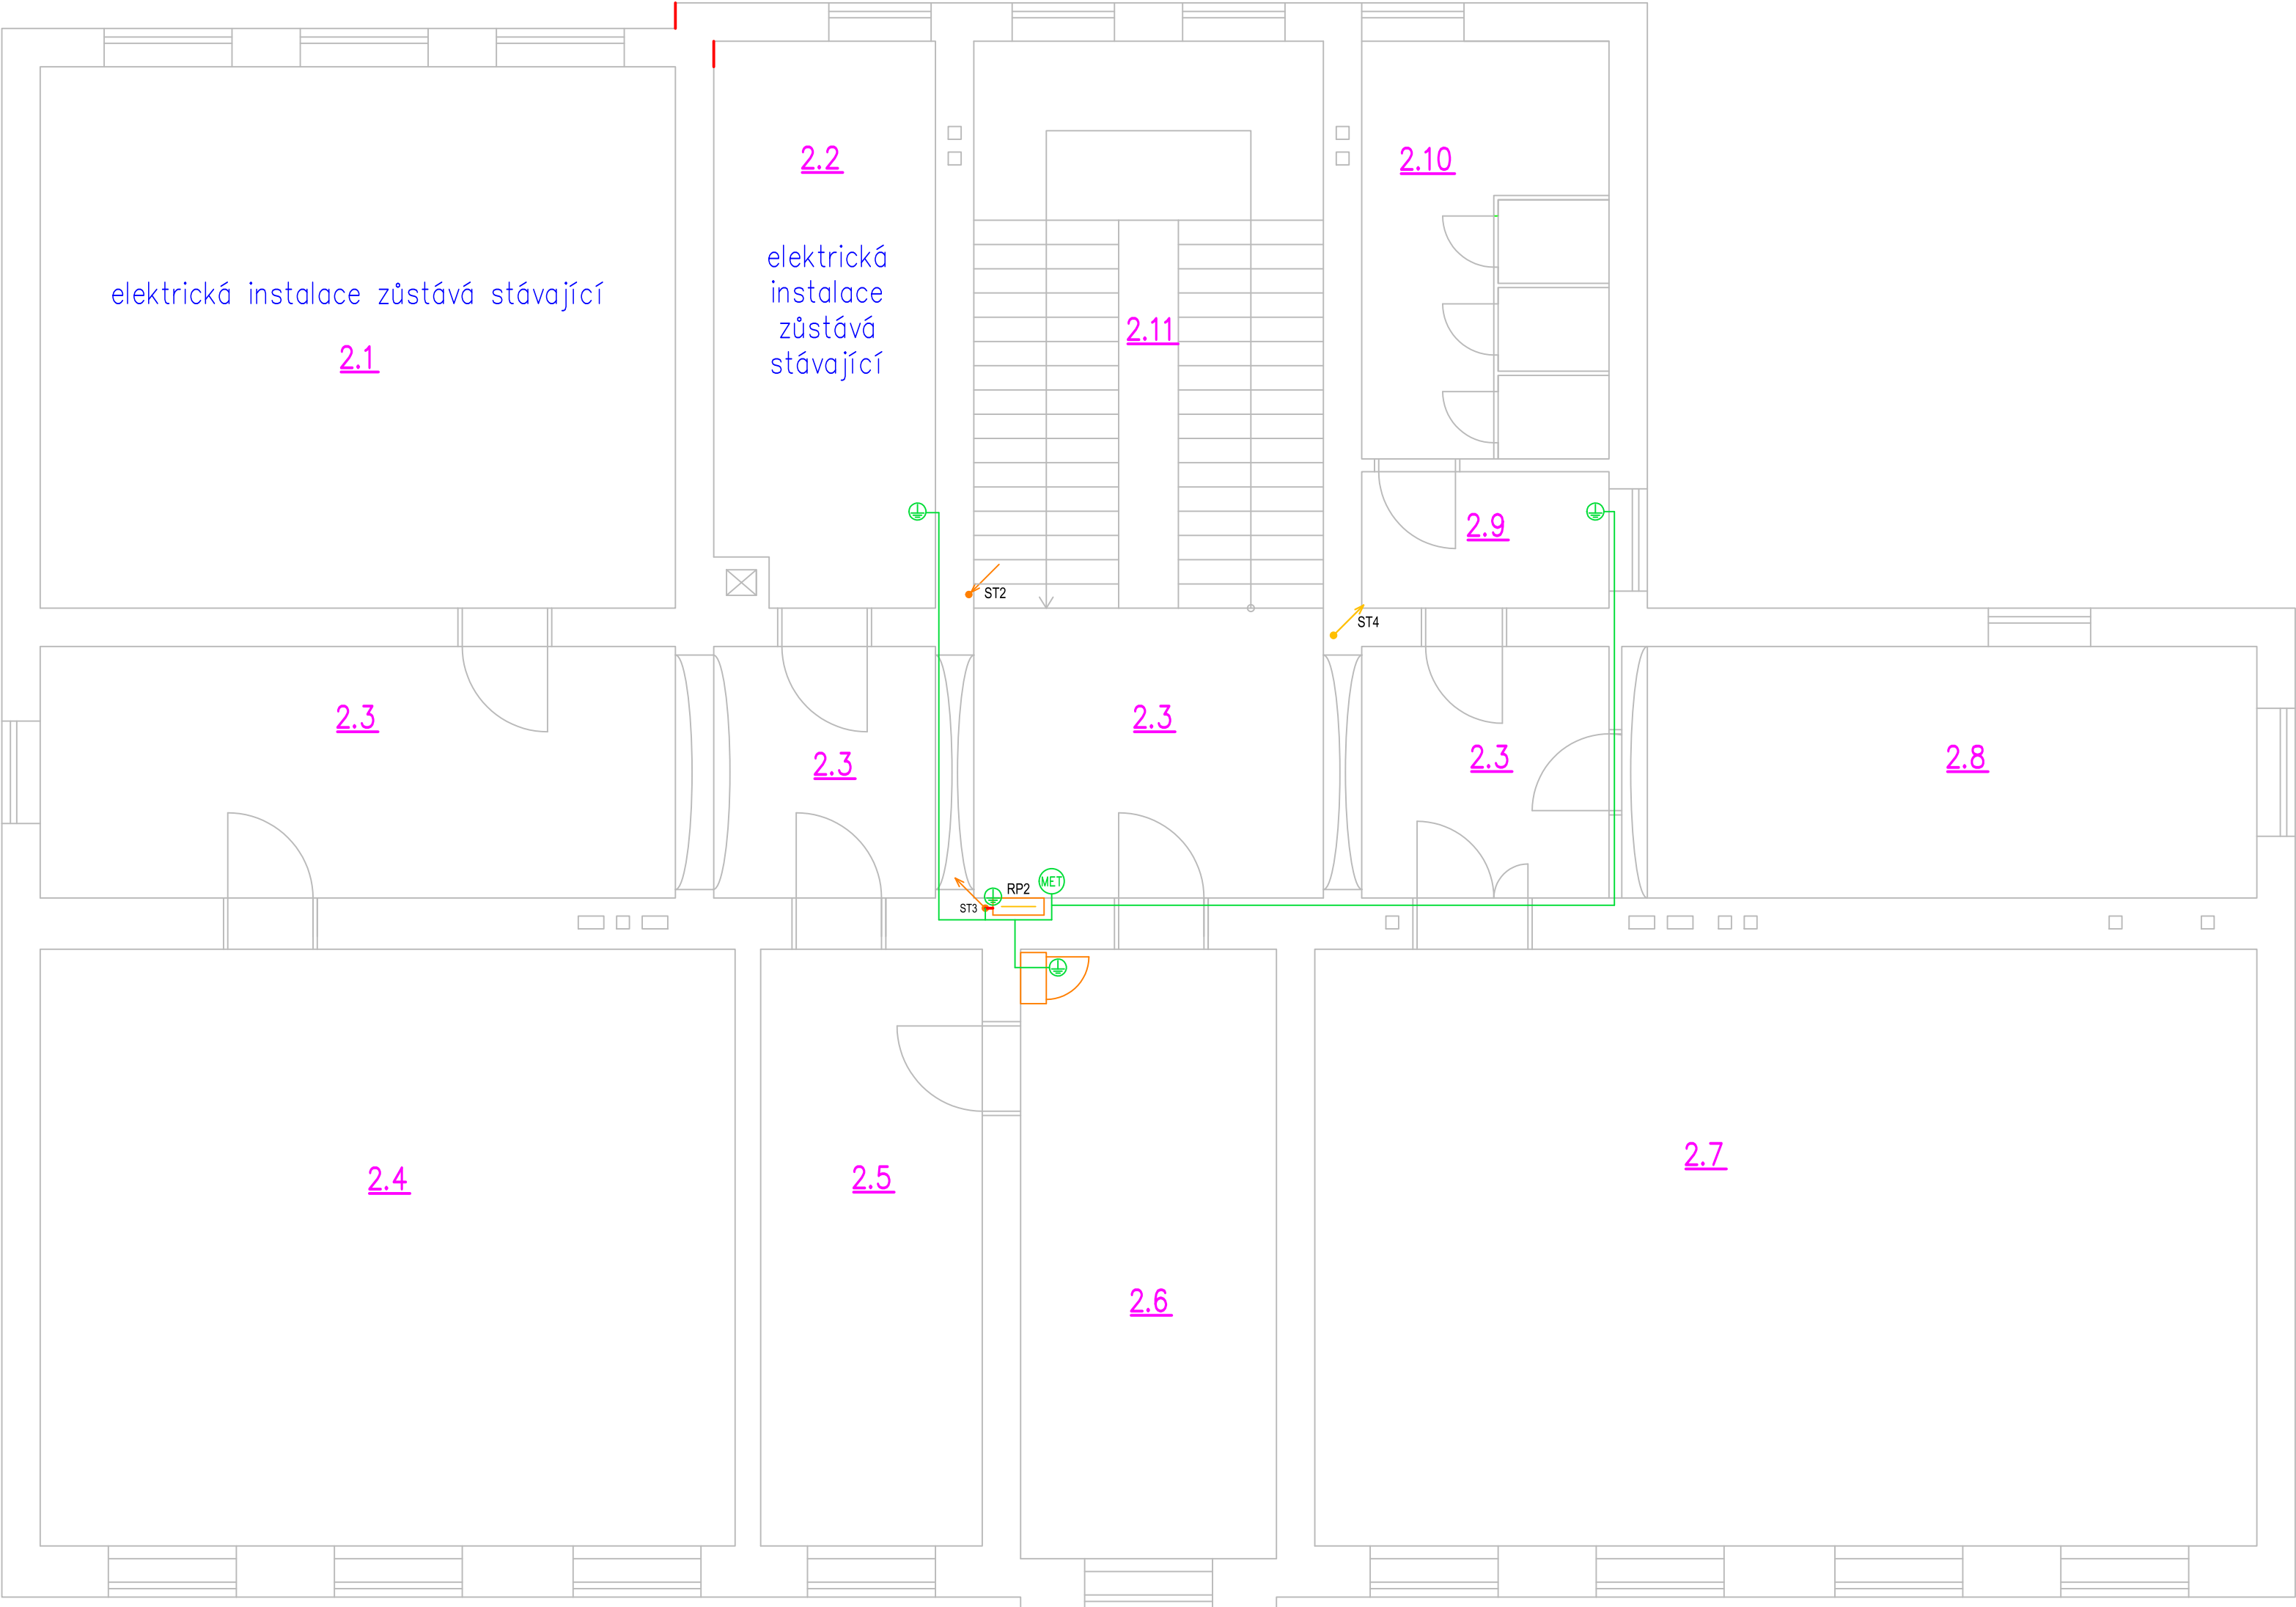 2.2
2.10
elektrická
instalace
zůstává
stávající
elektrická instalace zůstává stávající
2.11
2.1
2.9
ST2
ST4
2.3
2.3
2.3
2.3
2.8
MET
RP2
ST3
2.7
2.4
2.5
2.6